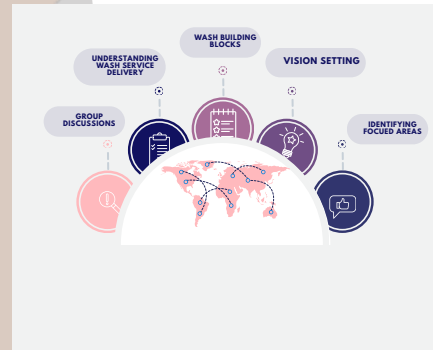 GROUP
DISCUSSIONS
UNDERSTANDING
WASH SERVICE
DELIVERY
WASH BUILDING
BLOCKS
VISION SETTING
IDENTIFYING
FOCUED AREAS